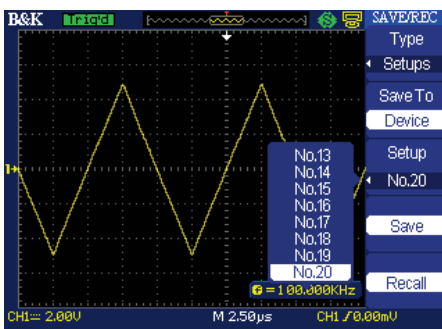 B&K Trig'd SAVE/REC
Type
Setups
Save To
Device
Setup
No.20
Save
Recall
No.13
No.14
No.15
No.16
No.17
No.18
No.19
No.20
f=100.000KHz
CH1 2.00V M 2.50µs CH1 0.00mV